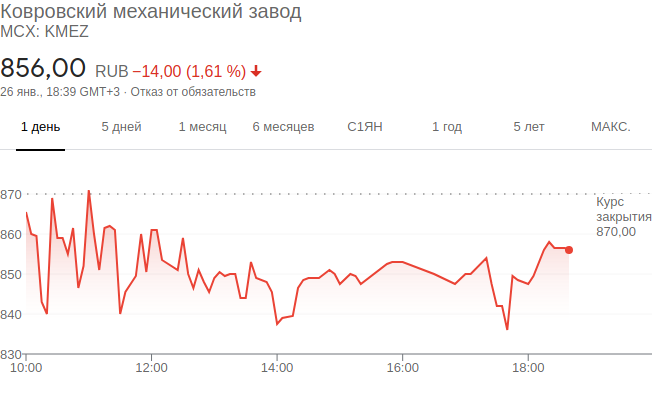 Ковровский механический завод
MCX: KMEZ
856,00 RUB −14,00 (1,61 %)
26 янв., 18:39 GMT+3 · Отказ от обязательств
1 день 5 дней 1 месяц 6 месяцев С1ЯН 1 год 5 лет МАКС.
870
Курс
закрытия
870,00
860
850
840
830
10:00 12:00 14:00 16:00 18:00